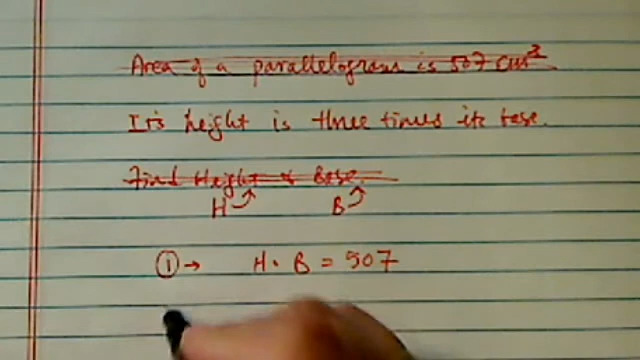 Area of a parallelogram is 507 cm²
It's height is three times its base.
Find Height & Base.
H B
① → H . B = 507